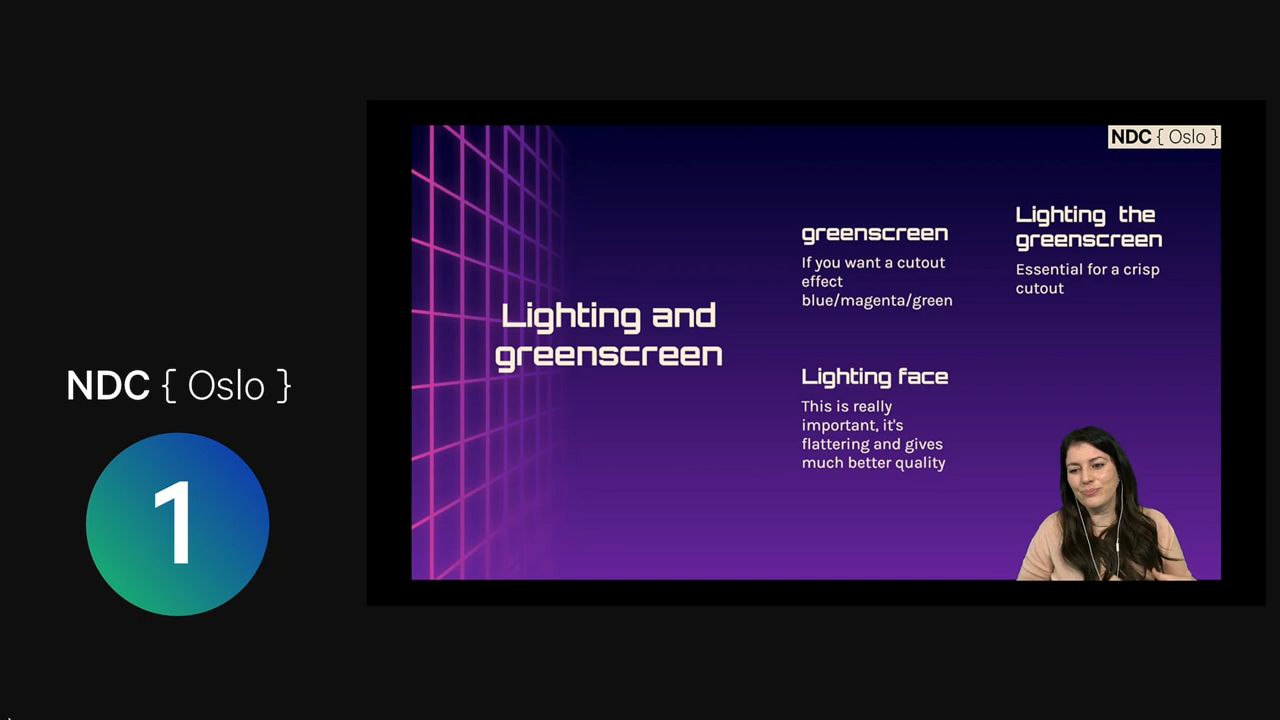 NDC { Oslo }
1
NDC { Oslo }
Lighting and
greenscreen
greenscreen
If you want a cutout
effect
blue/magenta/green
Lighting the
greenscreen
Essential for a crisp
cutout
Lighting face
This is really
important, it's
flattering and gives
much better quality